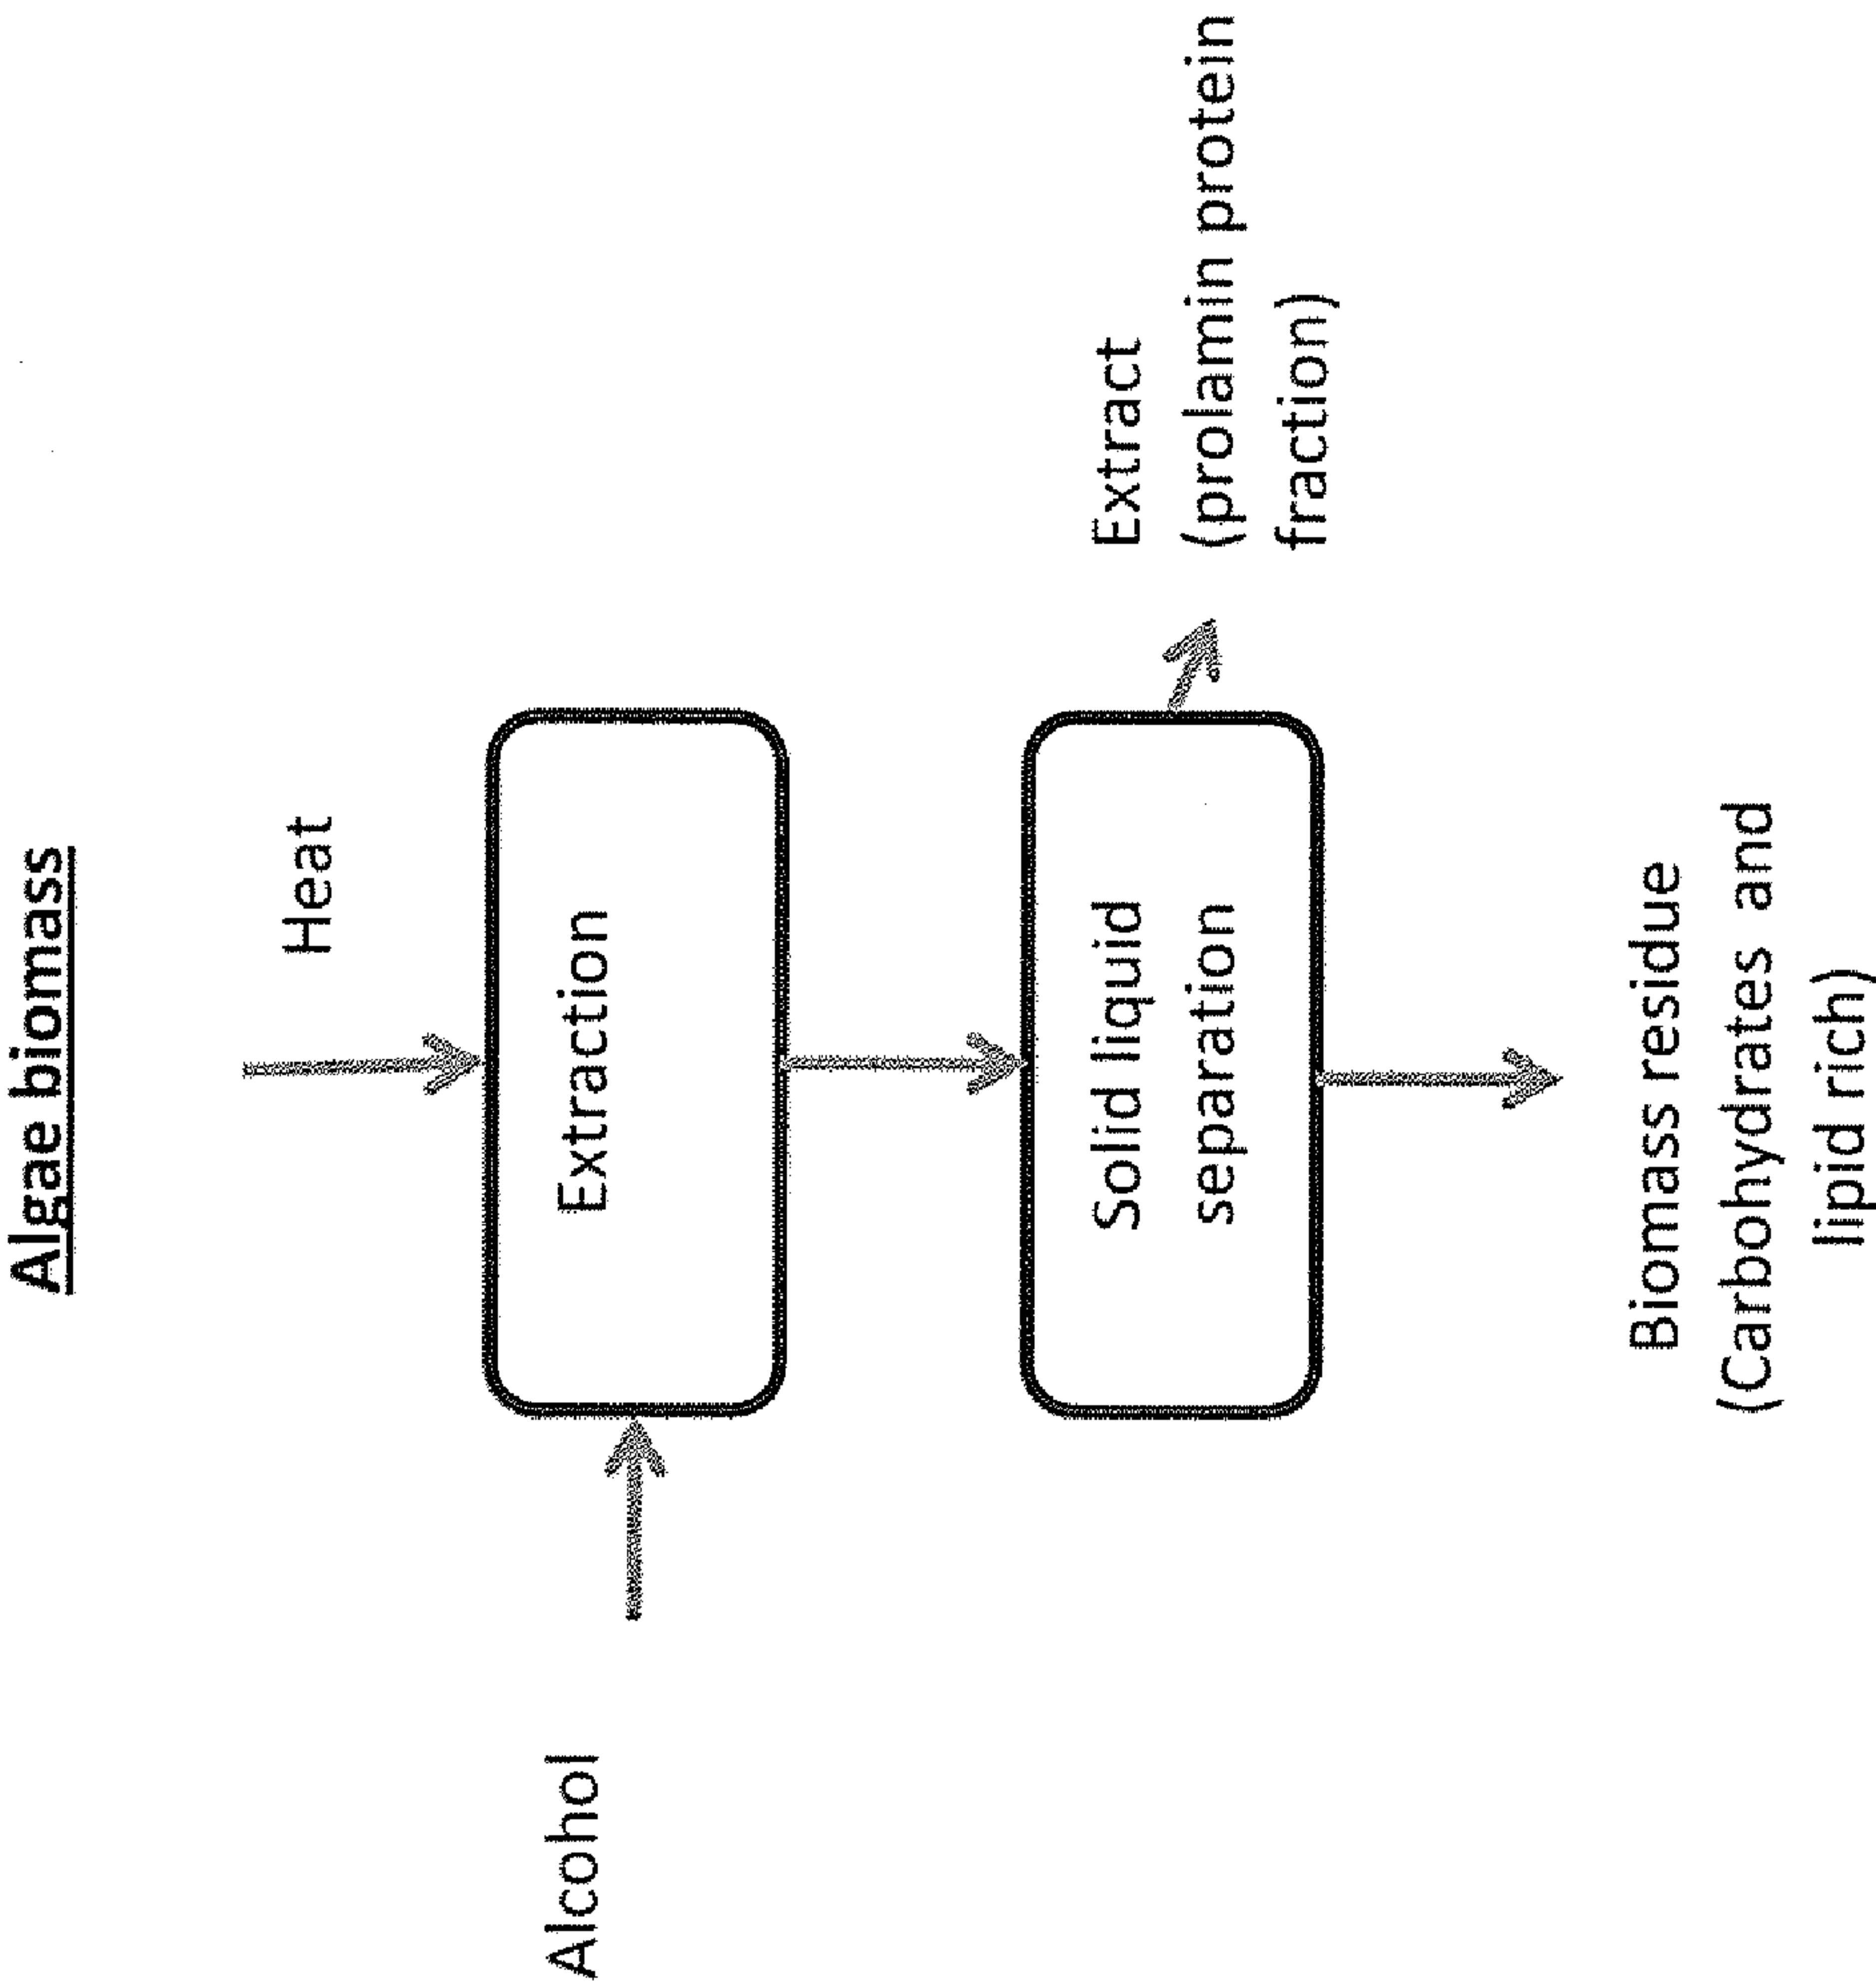 Algae biomass
Heat
Alcohol
Extraction
Solid liquid
separation
Extract
(prolamin protein
fraction)
Biomass residue
(Carbohydrates and
lipid rich)